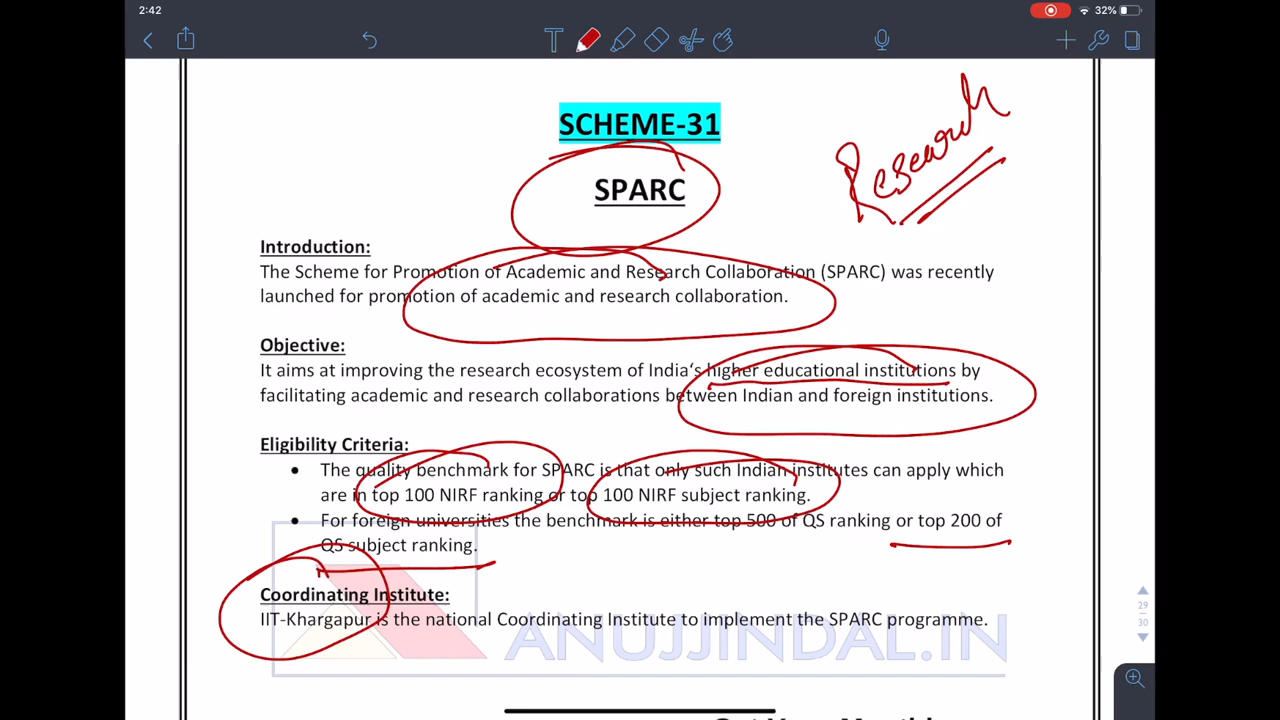 2:42
32%
SCHEME-31
Research
SPARC
Introduction:
The Scheme for Promotion of Academic and Research Collaboration (SPARC) was recently
launched for promotion of academic and research collaboration.
Objective:
It aims at improving the research ecosystem of India‘s higher educational institutions by
facilitating academic and research collaborations between Indian and foreign institutions.
Eligibility Criteria:
• The quality benchmark for SPARC is that only such Indian institutes can apply which
are in top 100 NIRF ranking or top 100 NIRF subject ranking.
• For foreign universities the benchmark is either top 500 of QS ranking or top 200 of
QS subject ranking.
Coordinating Institute:
IIT-Khargapur is the national Coordinating Institute to implement the SPARC programme.
ANUJJINDAL.IN
29
30